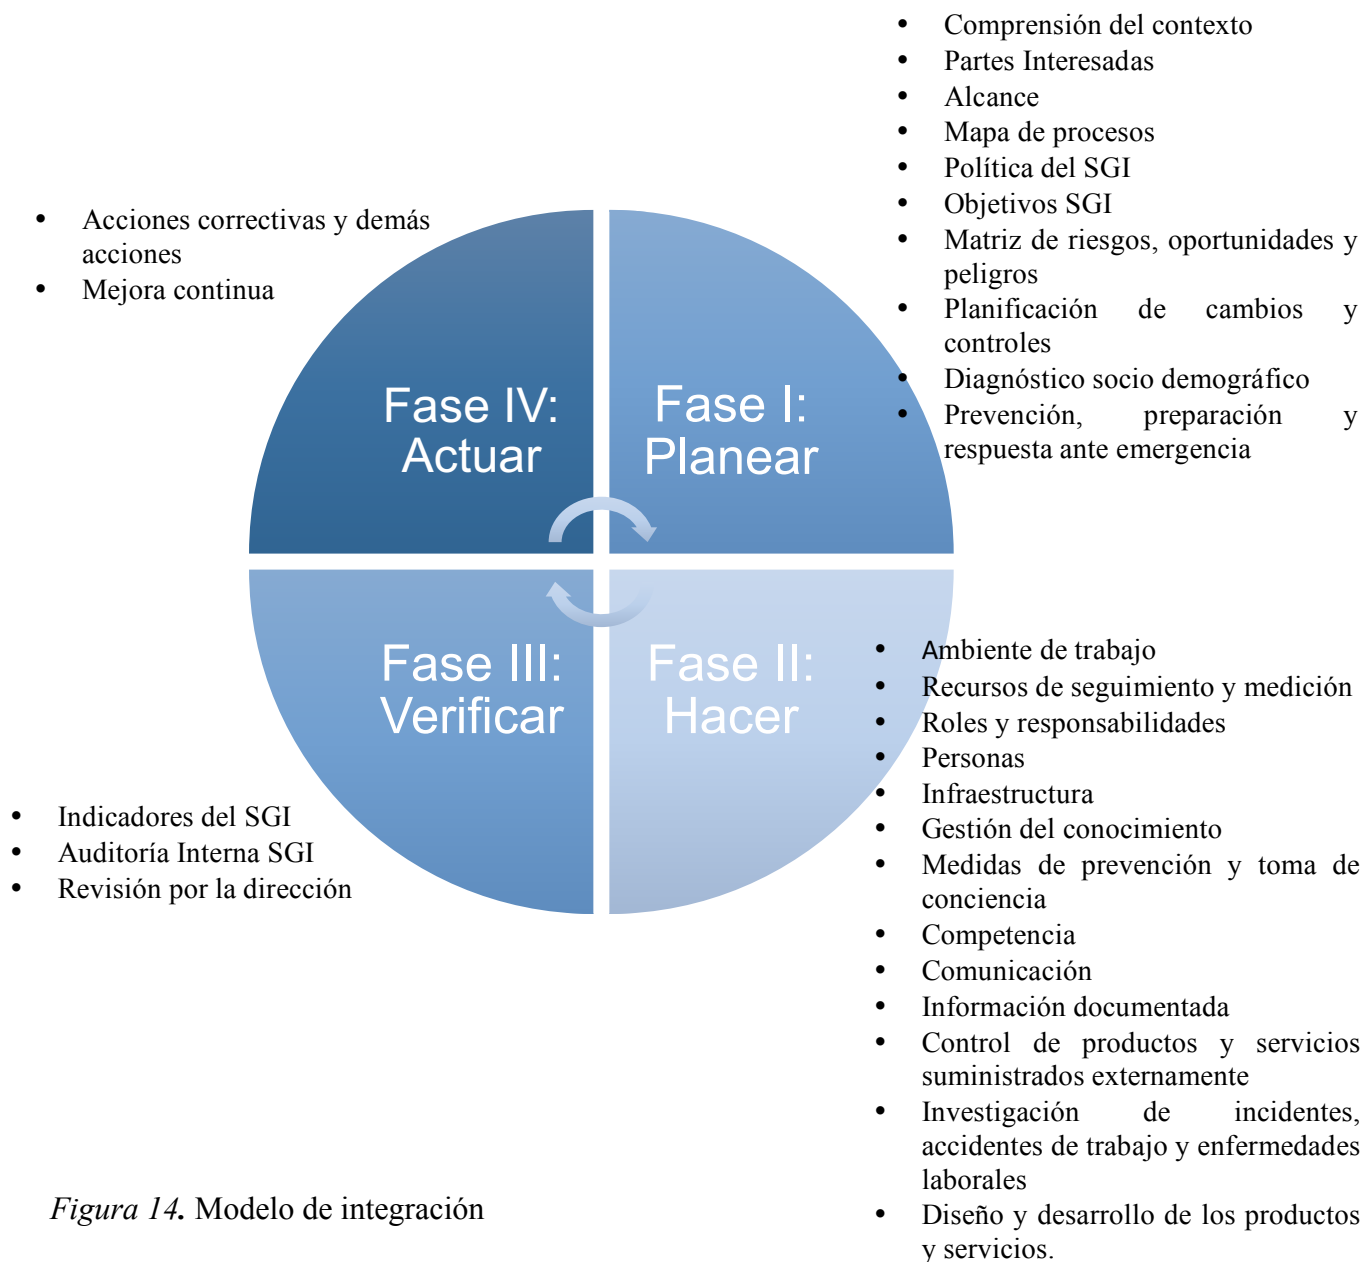 • Comprensión del contexto
• Partes Interesadas
• Alcance
• Mapa de procesos
• Política del SGI
• Objetivos SGI
• Matriz de riesgos, oportunidades y
peligros
• Planificación de cambios y
controles
• Diagnóstico socio demográfico
• Prevención, preparación y
respuesta ante emergencia
• Acciones correctivas y demás
acciones
• Mejora continua
Fase IV:
Actuar
Fase I:
Planear
Fase III:
Verificar
Fase II:
Hacer
• Ambiente de trabajo
• Recursos de seguimiento y medición
• Roles y responsabilidades
• Personas
• Infraestructura
• Gestión del conocimiento
• Medidas de prevención y toma de
conciencia
• Competencia
• Comunicación
• Información documentada
• Control de productos y servicios
suministrados externamente
• Investigación de incidentes,
accidentes de trabajo y enfermedades
laborales
• Diseño y desarrollo de los productos
y servicios.
• Indicadores del SGI
• Auditoría Interna SGI
• Revisión por la dirección
Figura 14. Modelo de integración